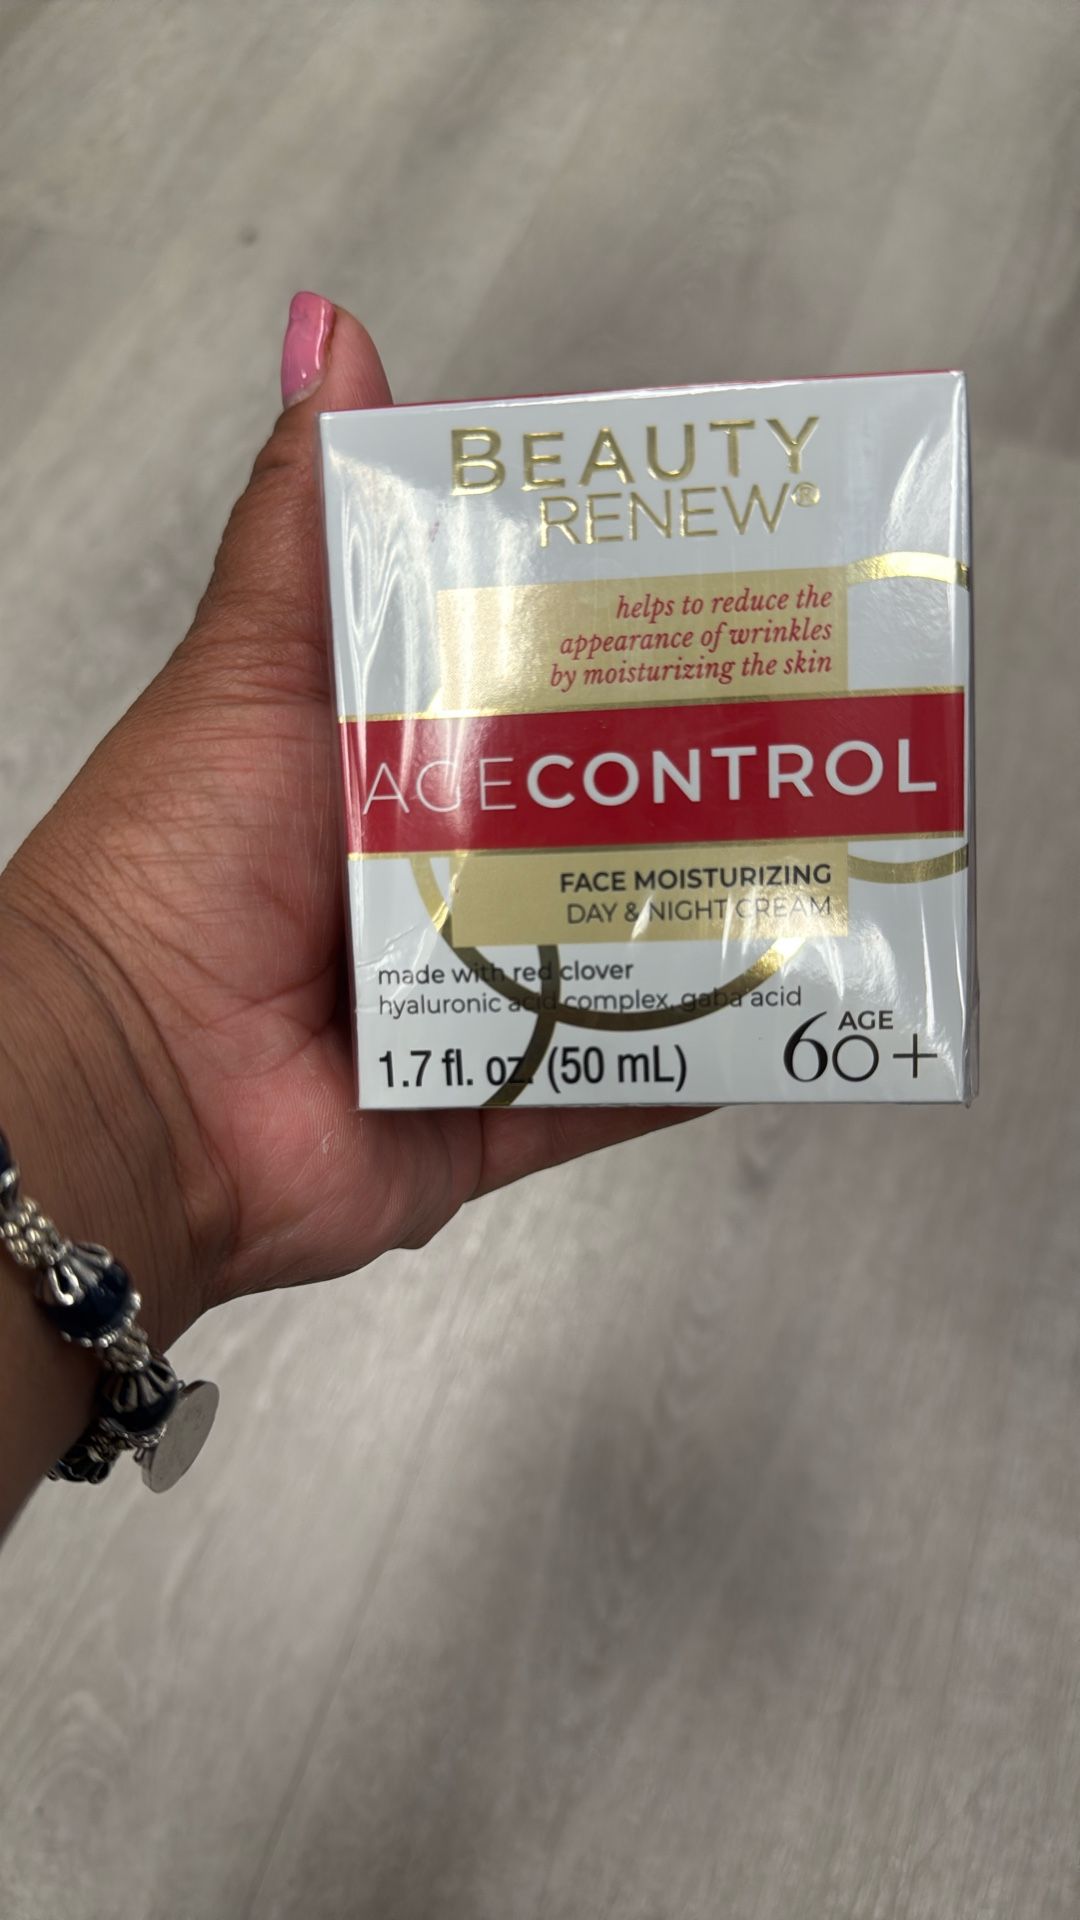 BEAUTY
RENEW®
helps to reduce the
appearance of wrinkles
by moisturizing the skin
AGECONTROL
FACE MOISTURIZING
DAY & NIGHT CREAM
made with red clover
hyaluronic acid complex, gaba acid
1.7 fl. oz. (50 mL)
AGE
60+